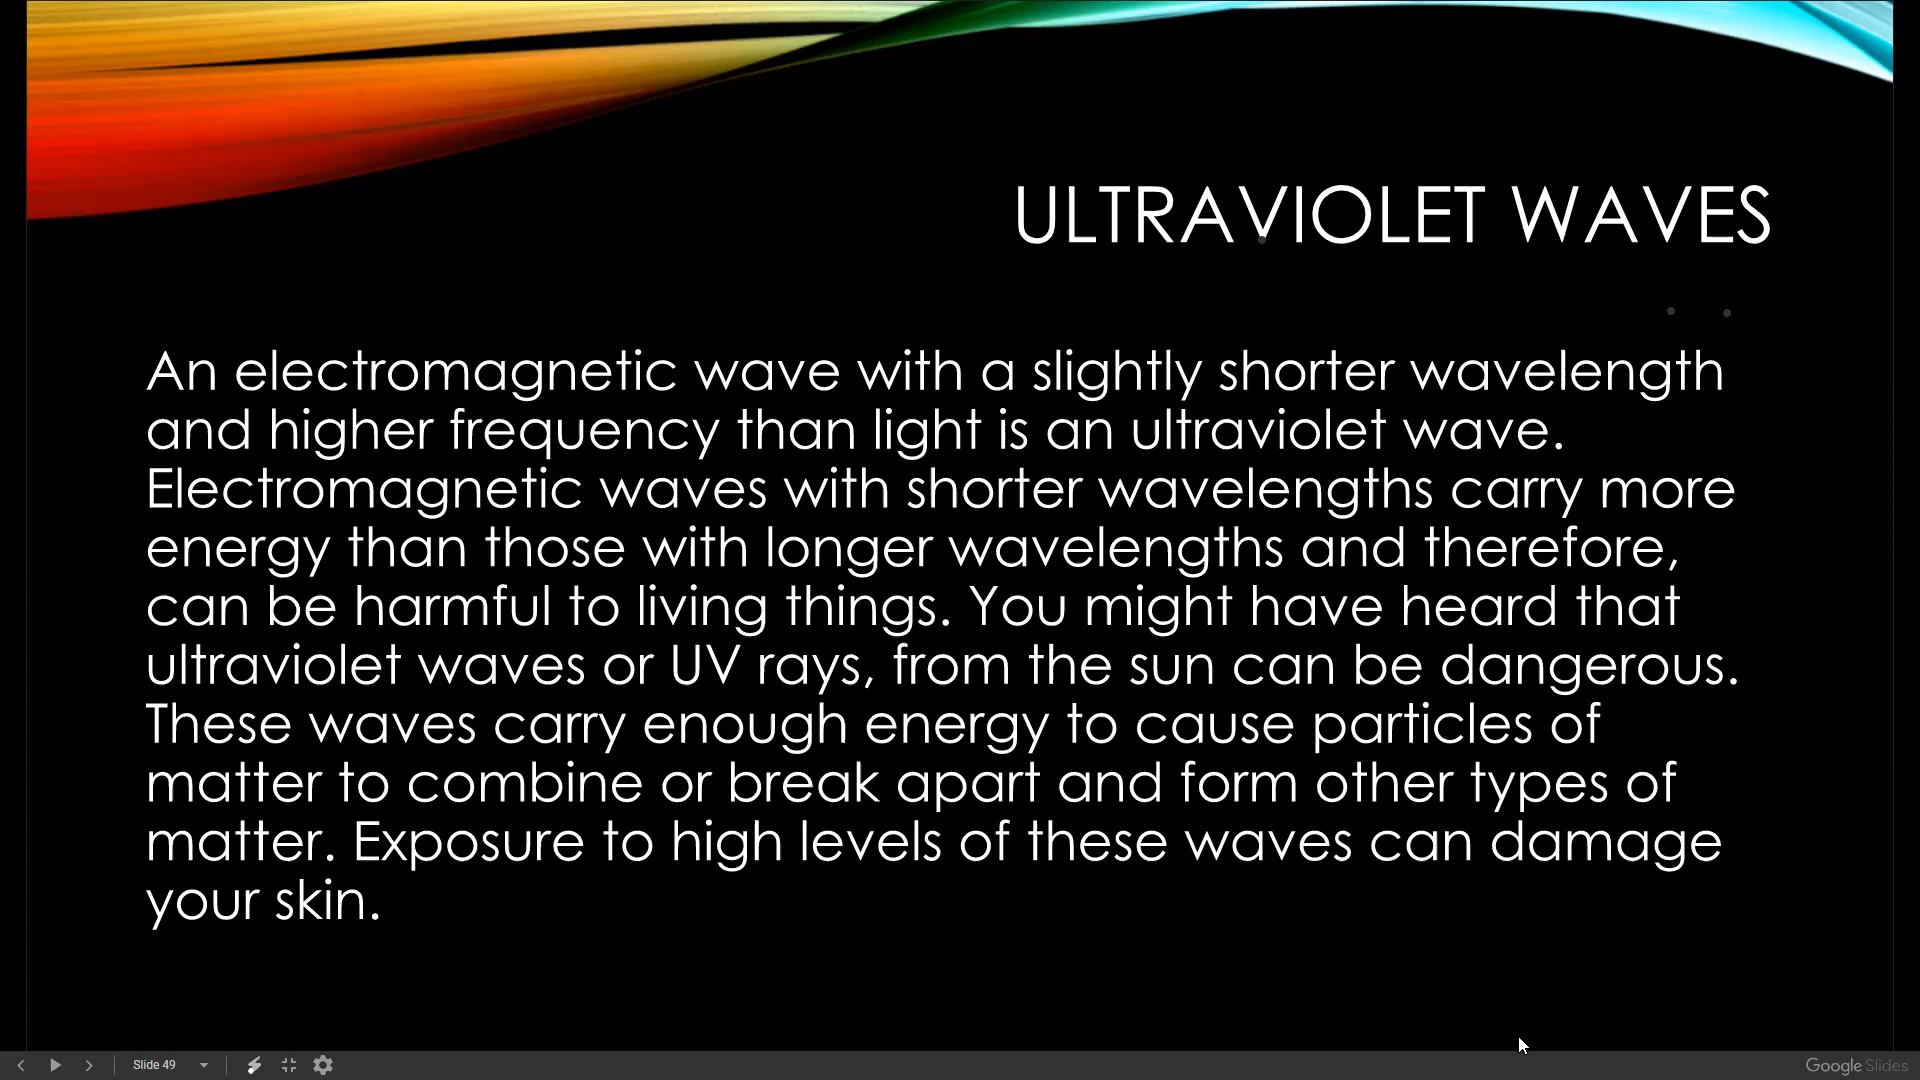 ULTRAVIOLET WAVES
An electromagnetic wave with a slightly shorter wavelength
and higher frequency than light is an ultraviolet wave.
Electromagnetic waves with shorter wavelengths carry more
energy than those with longer wavelengths and therefore,
can be harmful to living things. You might have heard that
ultraviolet waves or UV rays, from the sun can be dangerous.
These waves carry enough energy to cause particles of
matter to combine or break apart and form other types of
matter. Exposure to high levels of these waves can damage
your skin.
Slide 49
Google Slides